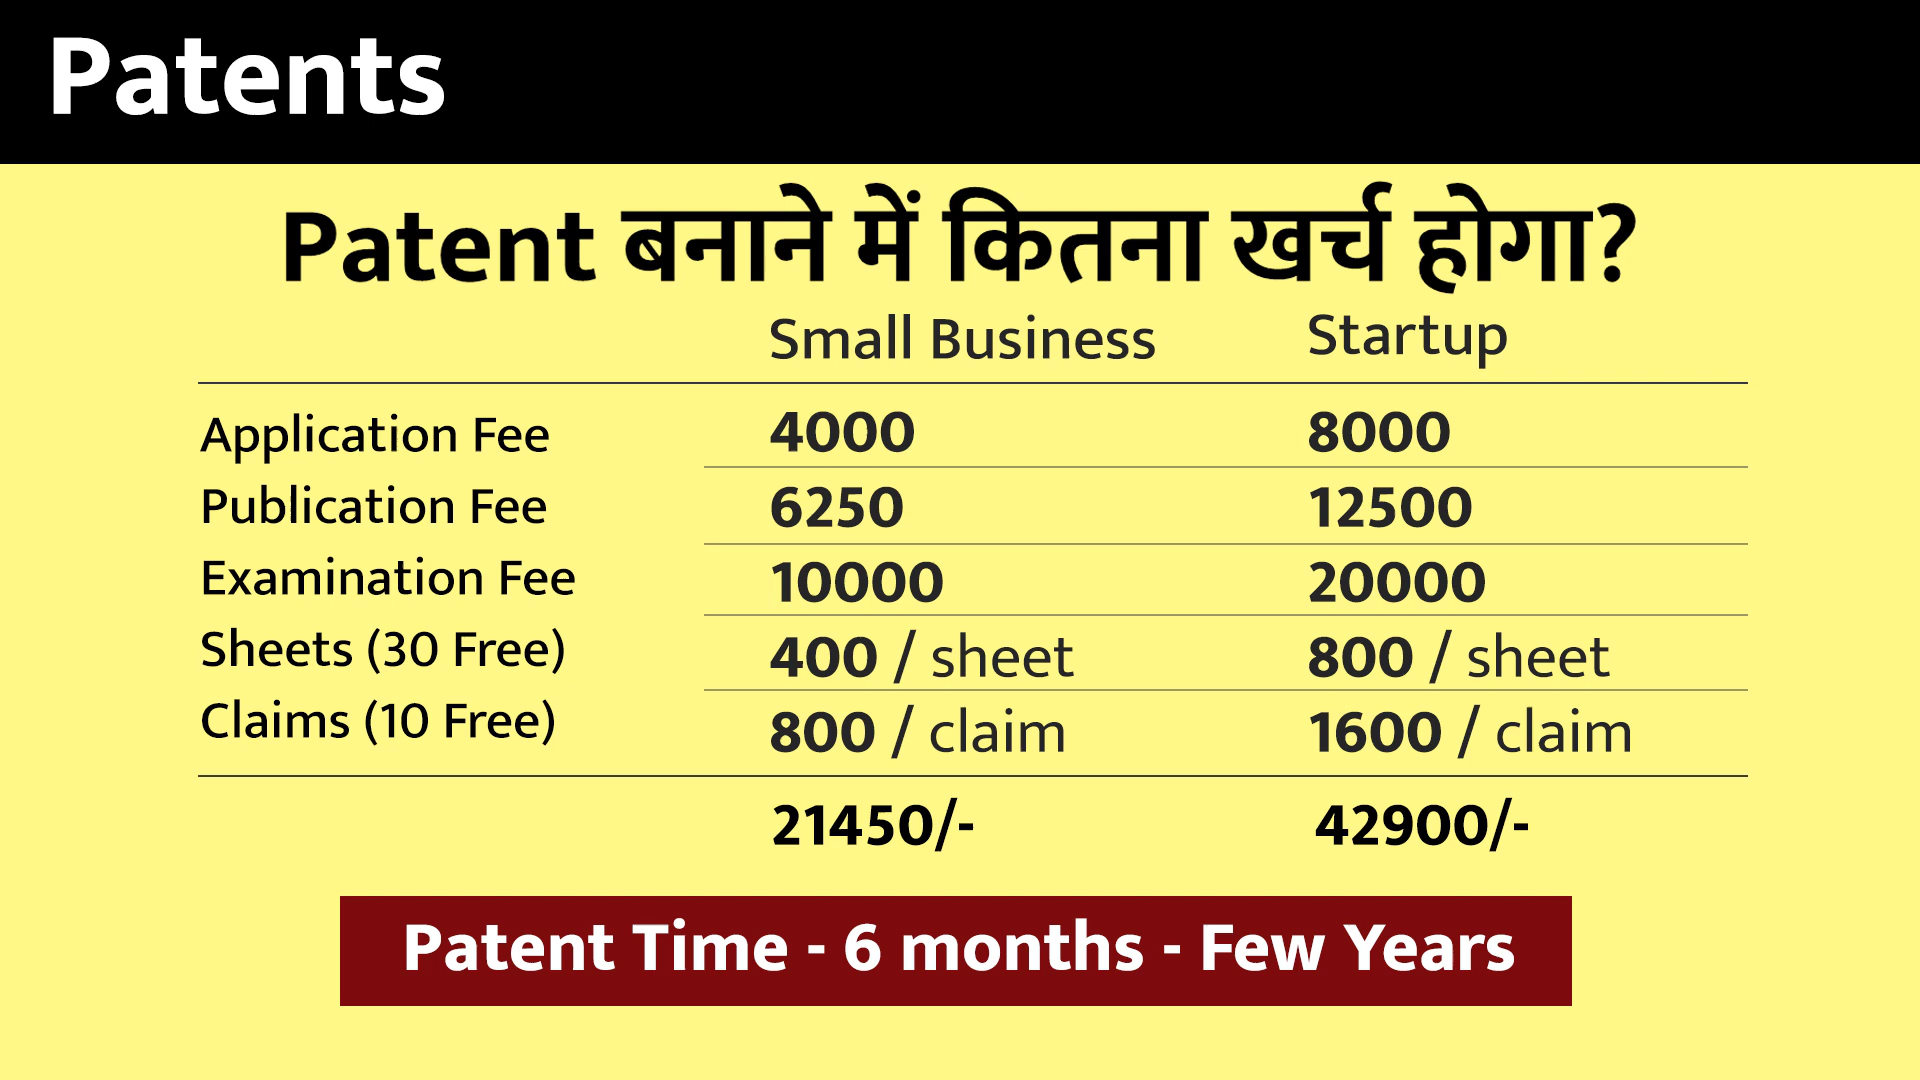 Patents
Patent बनाने में कितना खर्च होगा?
Small Business Startup
Application Fee 4000 8000
Publication Fee 6250 12500
Examination Fee 10000 20000
Sheets (30 Free) 400 / sheet 800 / sheet
Claims (10 Free) 800 / claim 1600 / claim
21450/- 42900/-
Patent Time - 6 months - Few Years